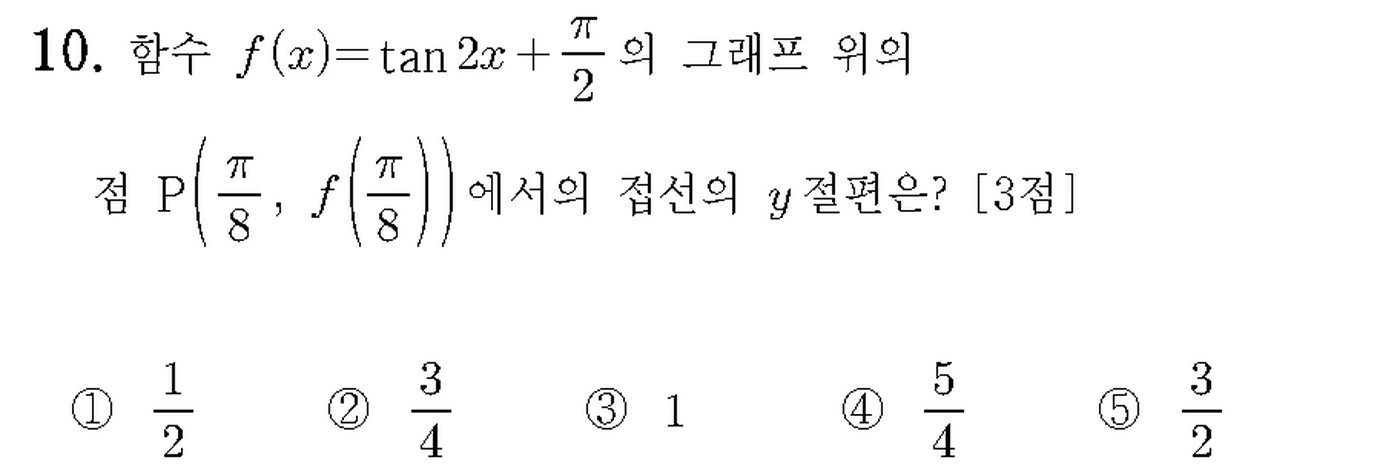 10. 함수 f(x)=tan 2x+π/2 의 그래프 위의
점 P(π/8, f(π/8))에서의 접선의 y절편은? [3점]
① 1/2 ② 3/4 ③ 1 ④ 5/4 ⑤ 3/2